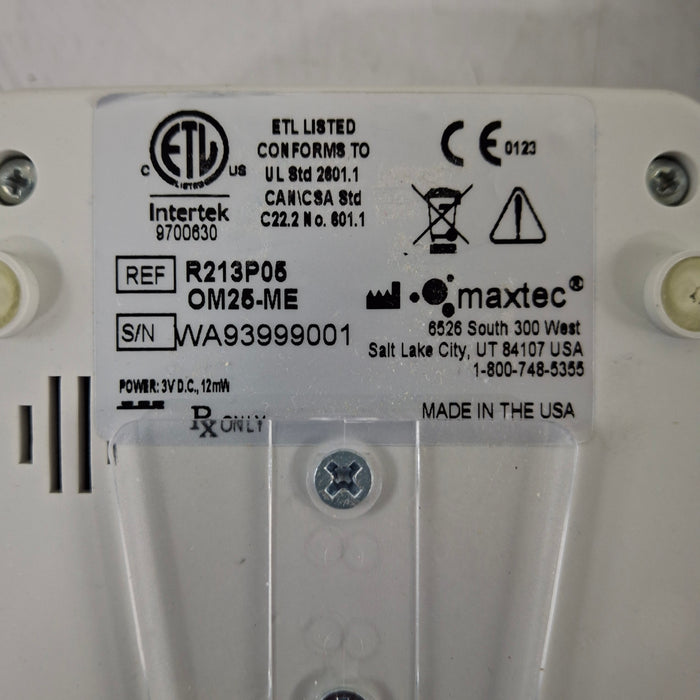 ETL LISTED
CONFORMS TO
UL Std 2601.1
CAN\CSA Std
C22.2 No. 601.1
C ETL US
LISTED
Intertek
9700630
CE 0123
REF R213P05
OM25-ME
S/N WA93999001
maxtec®
6526 South 300 West
Salt Lake City, UT 84107 USA
1-800-748-5355
POWER: 3V D.C., 12mW
Rx ONLY
MADE IN THE USA